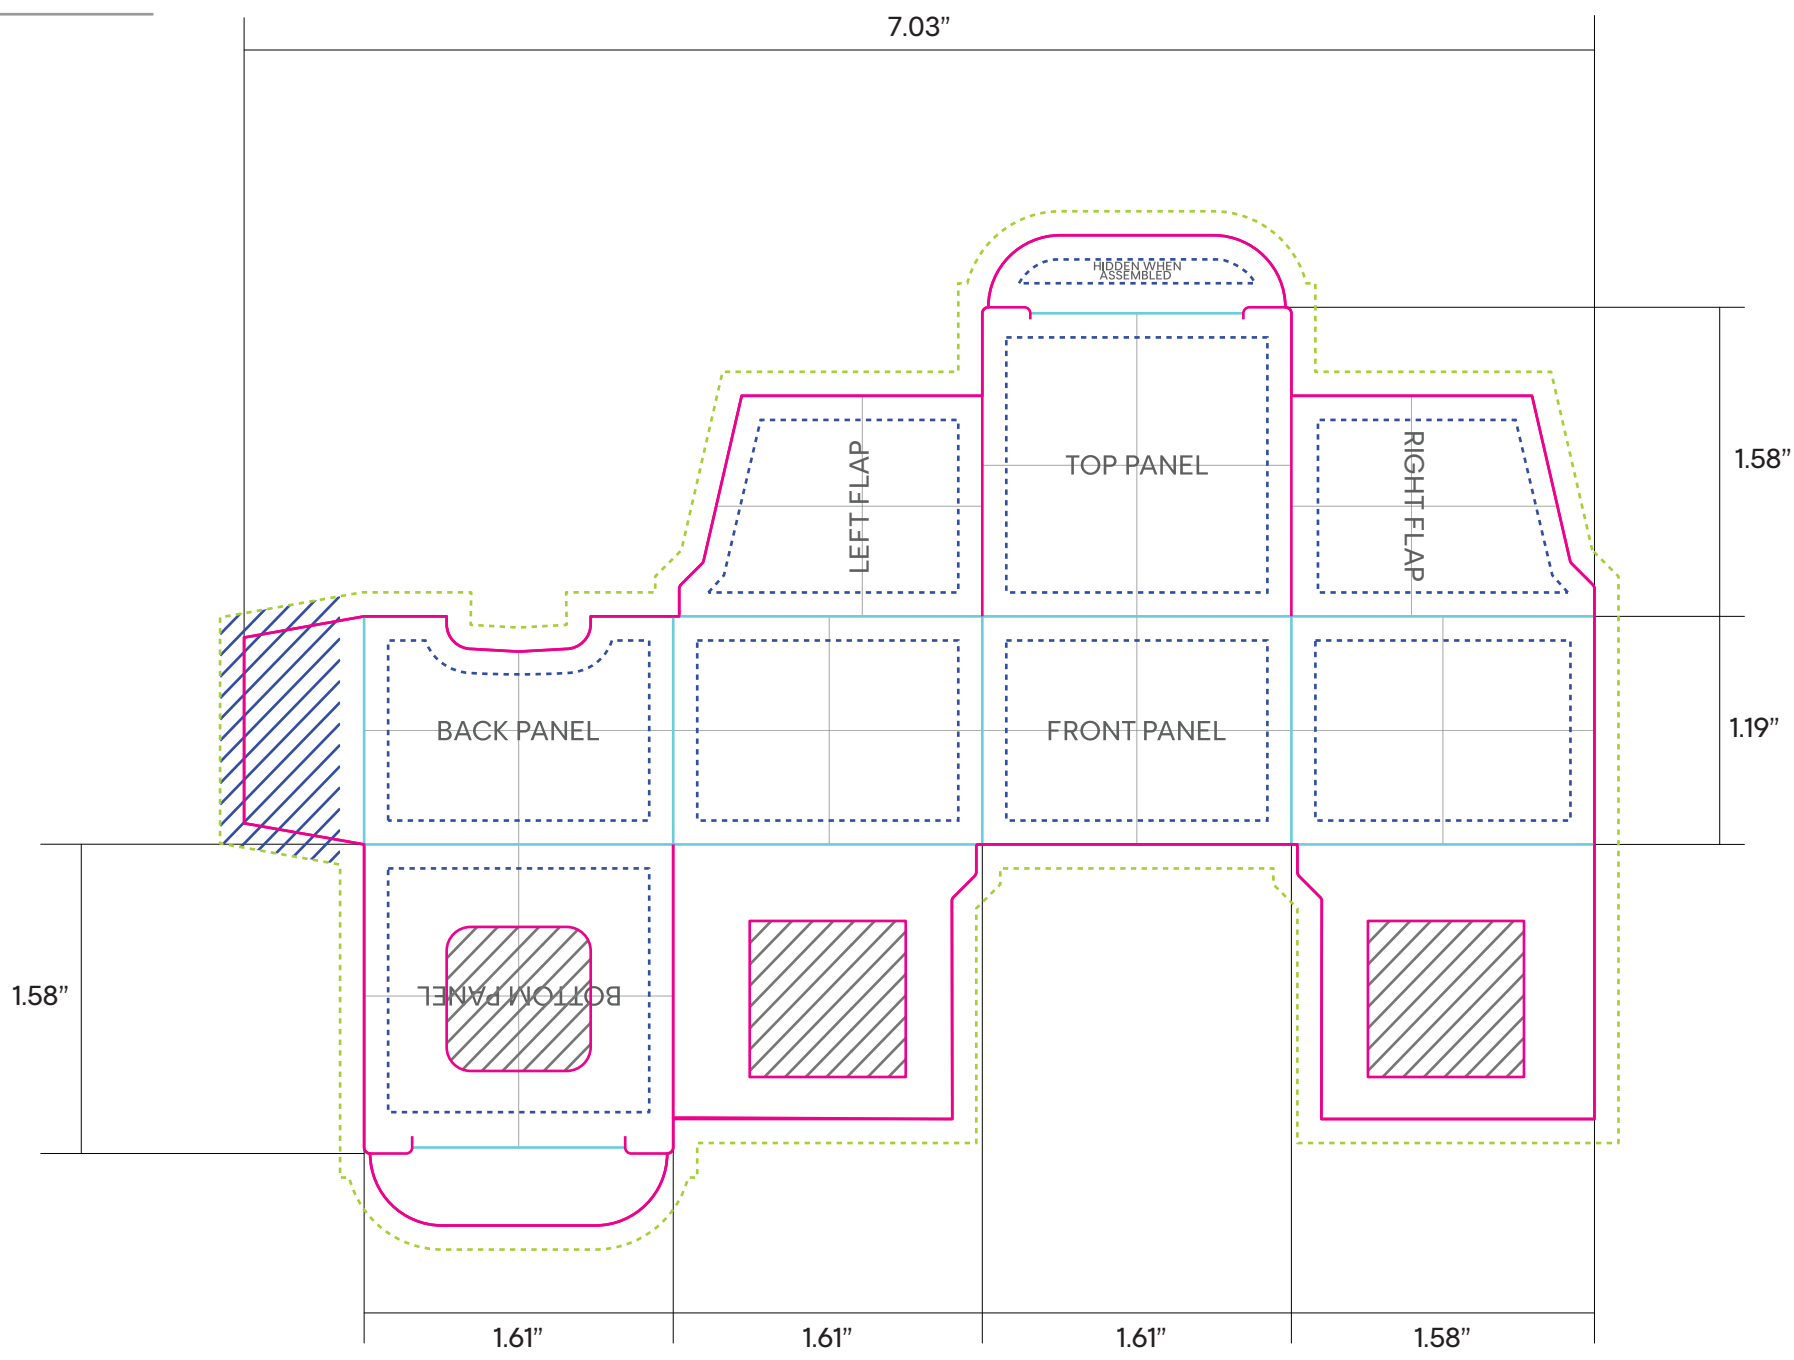 7.03”
HIDDEN WHEN
ASSEMBLED
TOP PANEL
LEFT FLAP
RIGHT FLAP
1.58”
BACK PANEL
FRONT PANEL
1.19”
BOTTOM PANEL
1.58”
1.61”
1.61”
1.61”
1.58”